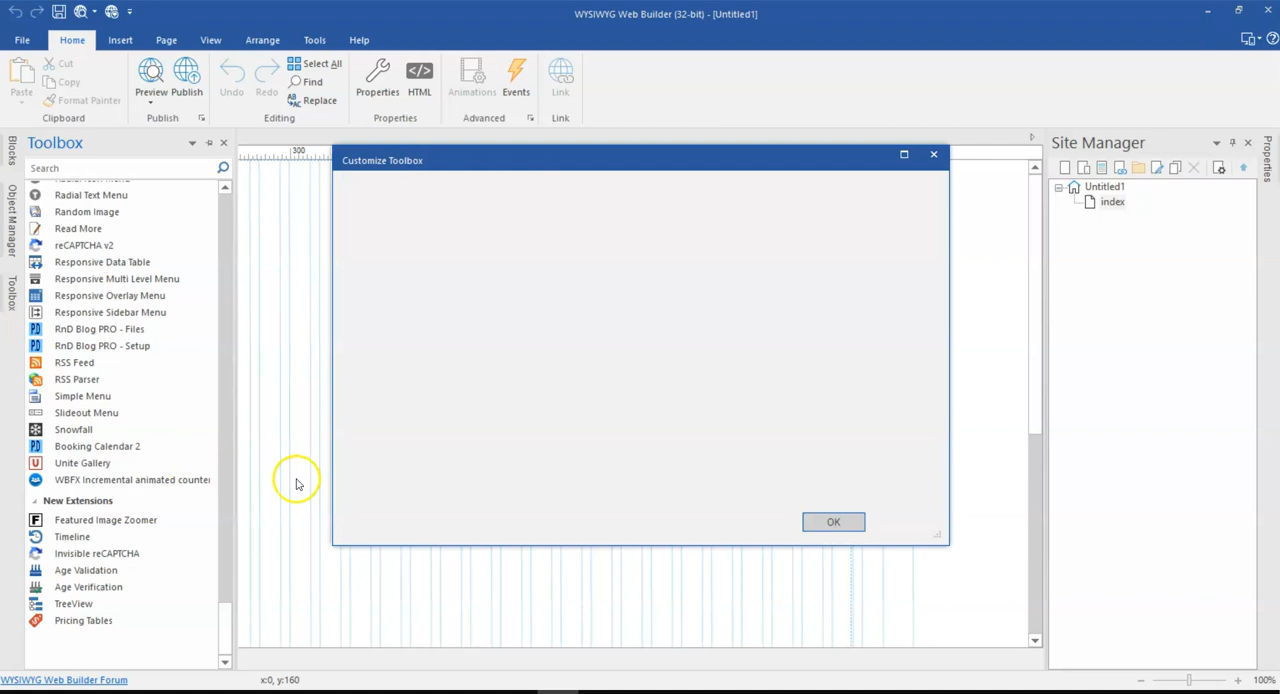 WYSIWYG Web Builder (32-bit) - [Untitled1]
File Home Insert Page View Arrange Tools Help
Paste
Cut
Copy
Format Painter
Clipboard
Preview Publish
Publish
Undo Redo
Select All
Find
Replace
Editing
Properties HTML
Properties
Animations Events
Advanced
Link
Link
Blocks
Object Manager
Toolbox
Toolbox
Search
Radial Text Menu
Random Image
Read More
reCAPTCHA v2
Responsive Data Table
Responsive Multi Level Menu
Responsive Overlay Menu
Responsive Sidebar Menu
RnD Blog PRO - Files
RnD Blog PRO - Setup
RSS Feed
RSS Parser
Simple Menu
Slideout Menu
Snowfall
Booking Calendar 2
Unite Gallery
WBFX Incremental animated counter
New Extensions
Featured Image Zoomer
Timeline
Invisible reCAPTCHA
Age Validation
Age Verification
TreeView
Pricing Tables
300
Customize Toolbox
OK
Site Manager
Untitled1
index
Properties
WYSIWYG Web Builder Forum
x:0, y:160
100%